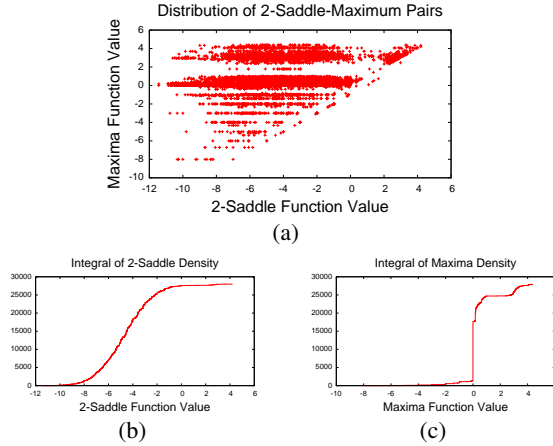 Distribution of 2-Saddle-Maximum Pairs
Maxima Function Value
6
4
2
0
-2
-4
-6
-8
-10
-12 -10 -8 -6 -4 -2 0 2 4 6
2-Saddle Function Value
(a)
Integral of 2-Saddle Density
30000
25000
20000
15000
10000
5000
0
-12 -10 -8 -6 -4 -2 0 2 4 6
2-Saddle Function Value
(b)
Integral of Maxima Density
30000
25000
20000
15000
10000
5000
0
-10 -8 -6 -4 -2 0 2 4 6
Maxima Function Value
(c)